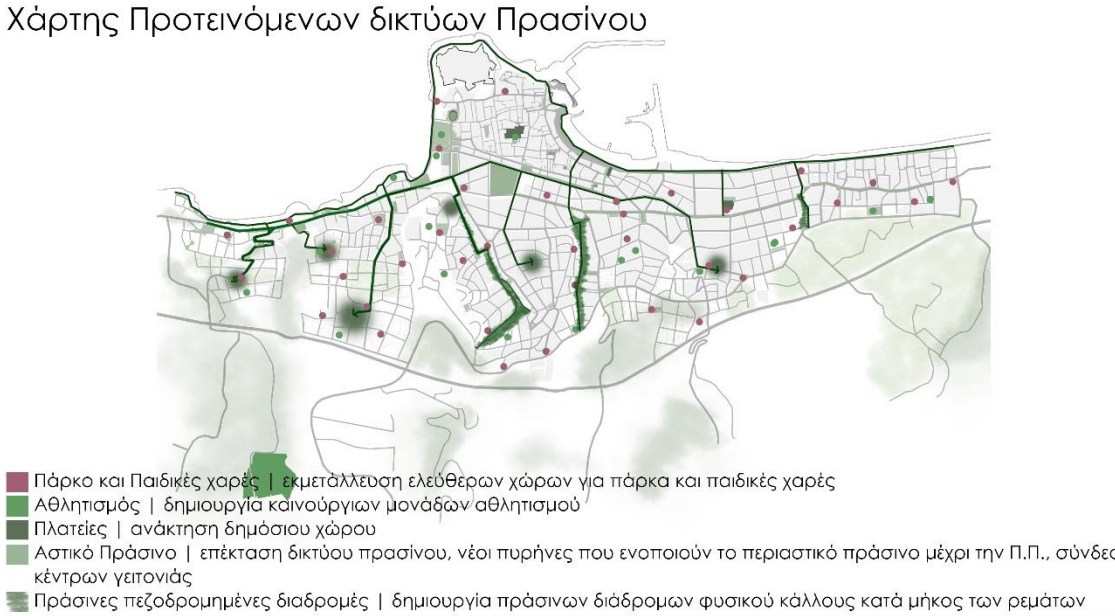 Χάρτης Προτεινόμενων δικτύων Πρασίνου
Πάρκο και Παιδικές χαρές | εκμετάλλευση ελεύθερων χώρων για πάρκα και παιδικές χαρές
Αθλητισμός | δημιουργία καινούργιων μονάδων αθλητισμού
Πλατείες | ανάκτηση δημόσιου χώρου
Αστικό Πράσινο | επέκταση δικτύου πρασίνου, νέοι πυρήνες που ενοποιούν το περιαστικό πράσινο μέχρι την Π.Π.,
κέντρων γειτονιάς
Πράσινες πεζοδρομημένες διαδρομές | δημιουργία πράσινων διάδρομων φυσικού κάλλους κατά μήκος των ρεμάτων